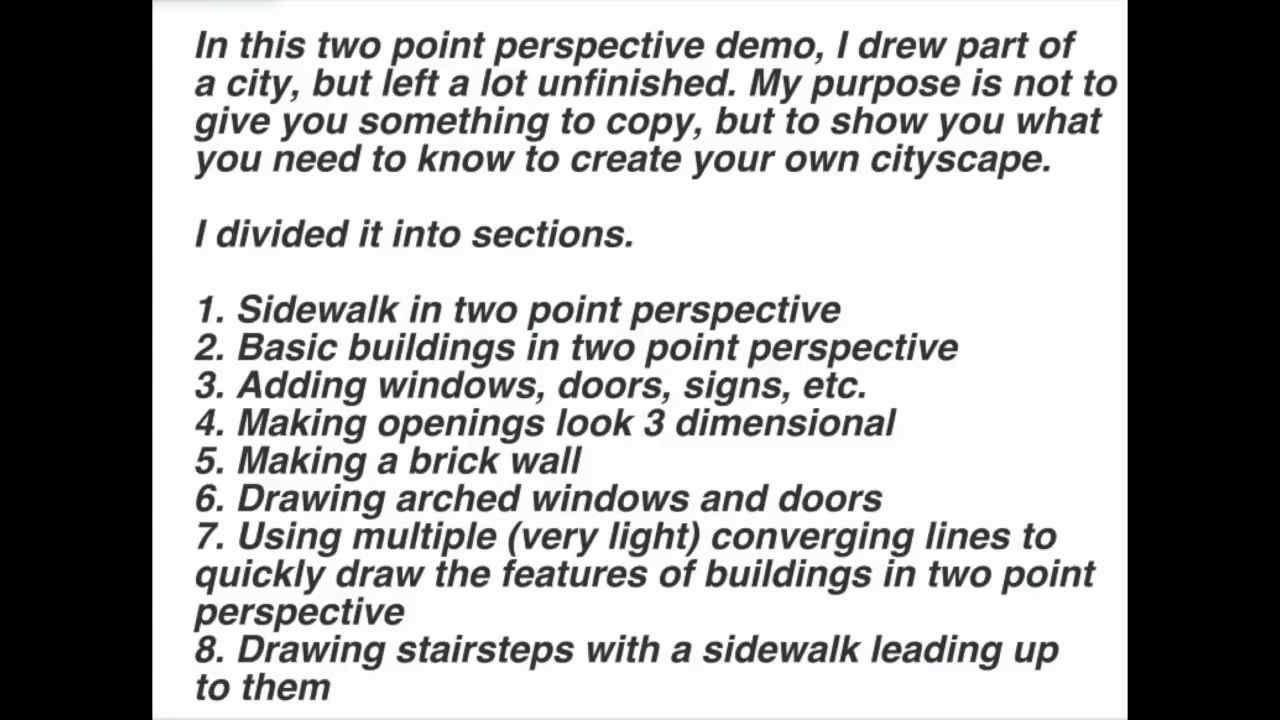 In this two point perspective demo, I drew part of
a city, but left a lot unfinished. My purpose is not to
give you something to copy, but to show you what
you need to know to create your own cityscape.
I divided it into sections.
1. Sidewalk in two point perspective
2. Basic buildings in two point perspective
3. Adding windows, doors, signs, etc.
4. Making openings look 3 dimensional
5. Making a brick wall
6. Drawing arched windows and doors
7. Using multiple (very light) converging lines to
quickly draw the features of buildings in two point
perspective
8. Drawing stairsteps with a sidewalk leading up
to them